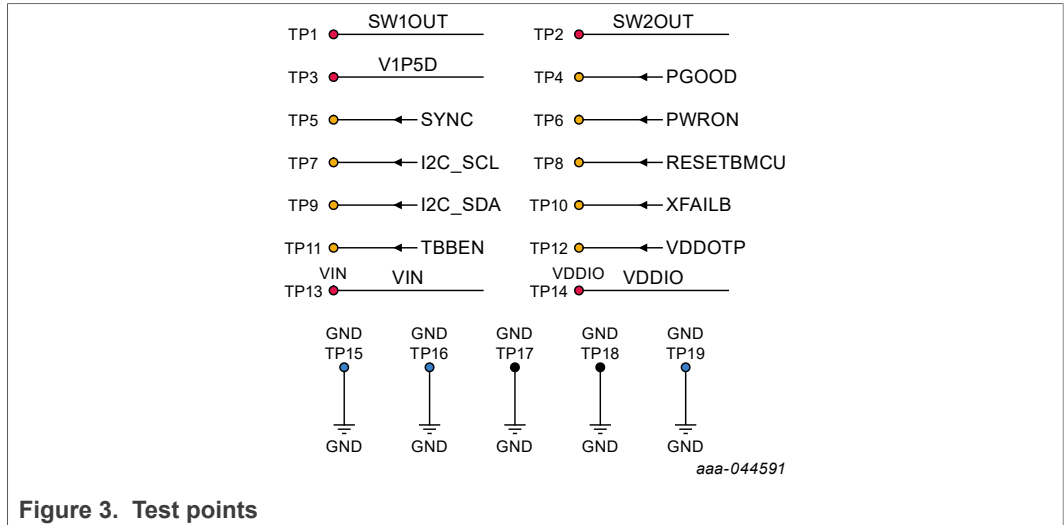 SW1OUT SW2OUT
TP1 TP2
V1P5D
TP3 TP4 PGOOD
TP5 SYNC TP6 PWRON
TP7 I2C_SCL TP8 RESETBMCU
TP9 I2C_SDA TP10 XFAILB
TP11 TBBEN TP12 VDDOTP
VIN VIN VDDIO VDDIO
TP13 TP14
GND GND GND GND GND
TP15 TP16 TP17 TP18 TP19
GND GND GND GND GND
aaa-044591
Figure 3. Test points